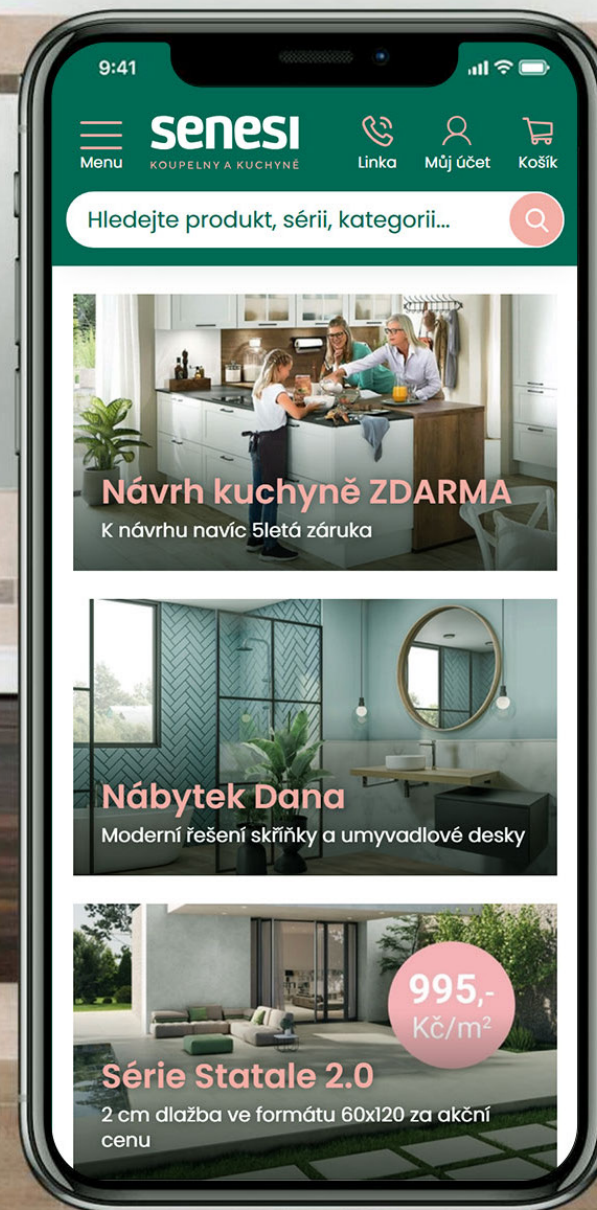 9:41
Menu
senesi
KOUPELNY A KUCHYNĚ
Linka
Můj účet
Košík
Hledejte produkt, sérii, kategorii...
Návrh kuchyně ZDARMA
K návrhu navíc 5letá záruka
Nábytek Dana
Moderní řešení skříňky a umyvadlové desky
995,-
Kč/m²
Série Statale 2.0
2 cm dlažba ve formátu 60x120 za akční
cenu